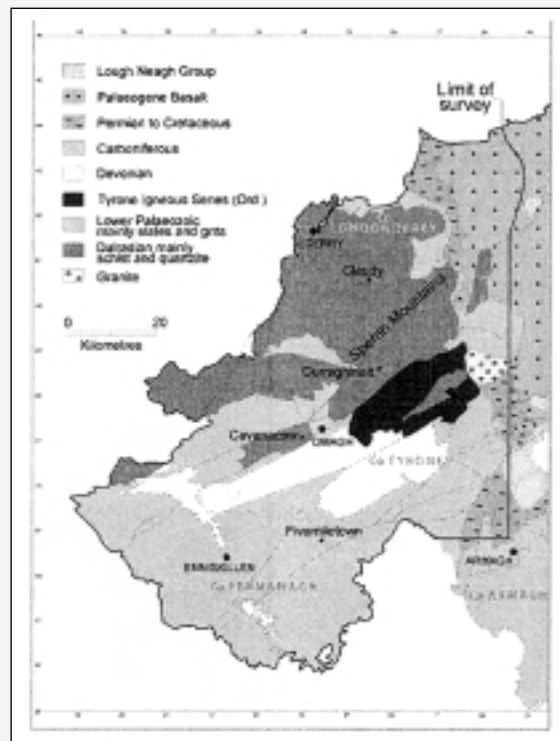 Lough Neagh Group
Palaeogene Basalt
Permian to Cretaceous
Carboniferous
Devonian
Tyrone Igneous Series (Ord.)
Lower Palaeozoic
mainly slates and grits
Dalradian mainly
schist and quartzite
Granite
0 20
Kilometres
Limit of
survey
LONDONDERRY
Claudy
Sperrin Mountains
Curraghinalt
Cavanacaw
OMAGH
Co. TYRONE
Fivemiletown
ENNISKILLEN
Co. FERMANAGH
ARMAGH
Co. ARMAGH